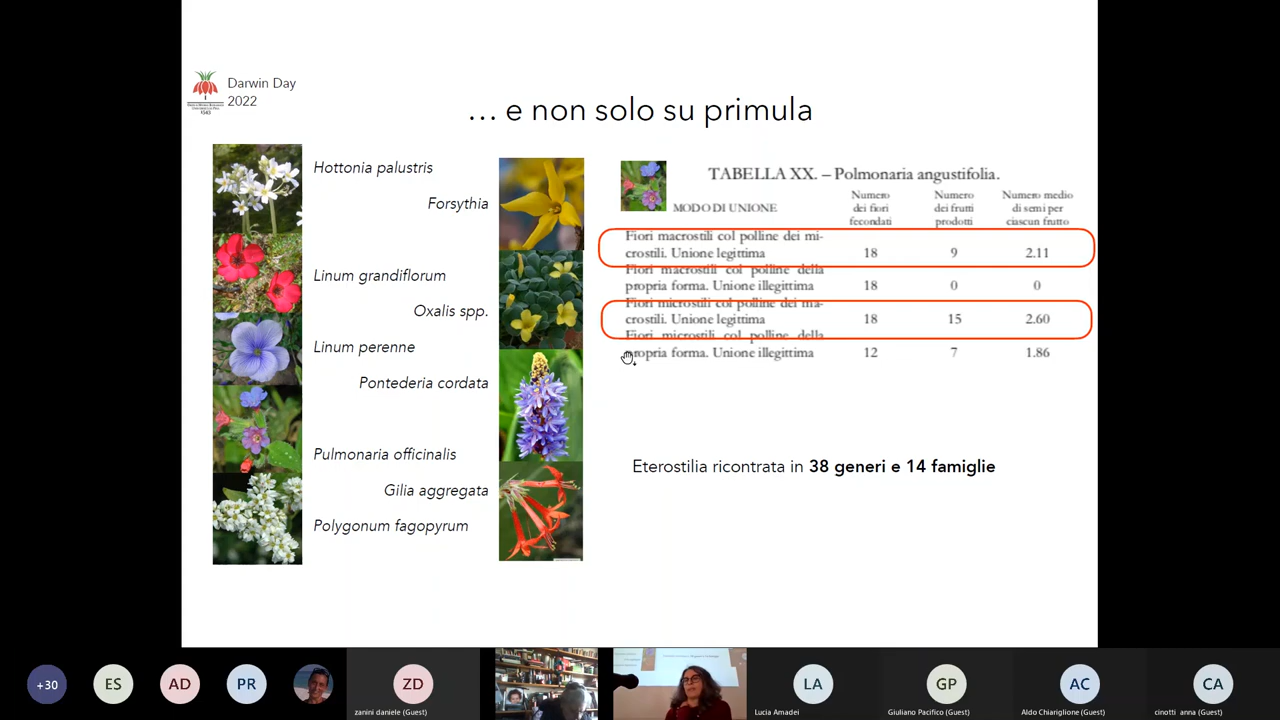 Darwin Day
2022
… e non solo su primula
Hottonia palustris
Forsythia
Linum grandiflorum
Oxalis spp.
Linum perenne
Pontederia cordata
Pulmonaria officinalis
Gilia aggregata
Polygonum fagopyrum
TABELLA XX. – Polmonaria angustifolia.
MODO DI UNIONE
Numero dei fiori fecondati
Numero dei frutti prodotti
Numero medio di semi per ciascun frutto
Fiori macrostili col polline dei mi-
crostili. Unione legittima 18 9 2.11
Fiori macrostili col polline della
propria forma. Unione illegittima 18 0 0
Fiori microstili col polline dei ma-
crostili. Unione legittima 18 15 2.60
Fiori microstili col polline della
propria forma. Unione illegittima 12 7 1.86
Eterostilia ricontrata in 38 generi e 14 famiglie
+30
ES
AD
PR
ZD
zanini daniele (Guest)
LA
Lucia Amadei
GP
Giuliano Pacifico (Guest)
AC
Aldo Chiariglione (Guest)
CA
cinotti anna (Guest)